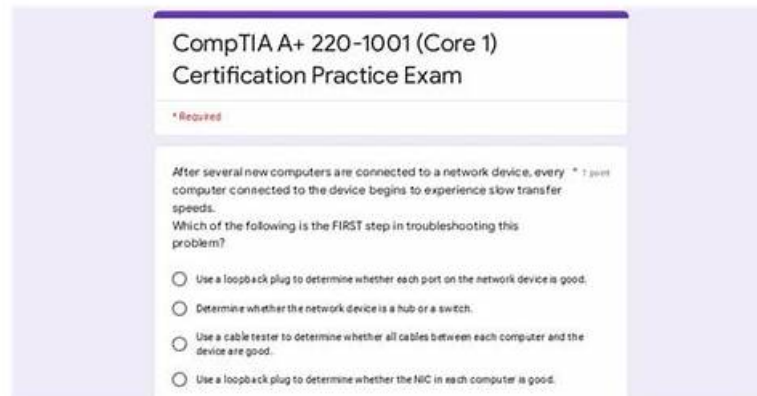 CompTIA A+ 220-1001 (Core 1)
Certification Practice Exam
* Required
After several new computers are connected to a network device, every * 1 point
computer connected to the device begins to experience slow transfer
speeds.
Which of the following is the FIRST step in troubleshooting this
problem?
Use a loopback plug to determine whether each port on the network device is good.
Determine whether the network device is a hub or a switch.
Use a cable tester to determine whether all cables between each computer and the
device are good.
Use a loopback plug to determine whether the NIC in each computer is good.